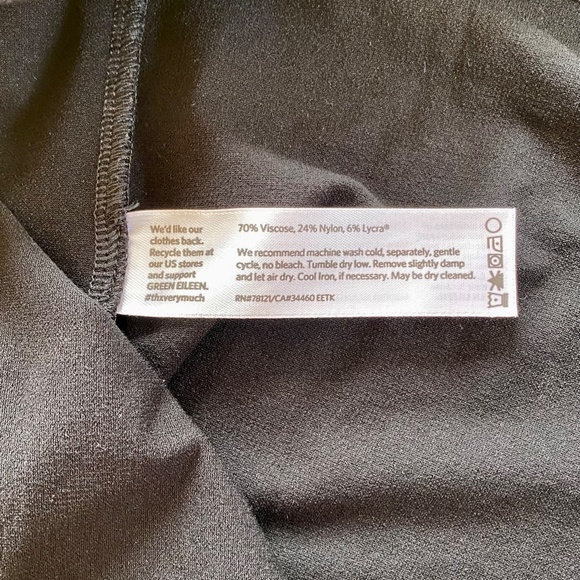 We'd like our
clothes back.
Recycle them at
our US stores
and support
GREEN EILEEN.
#thxverymuch
70% Viscose, 24% Nylon, 6% Lycra®
We recommend machine wash cold, separately, gentle
cycle, no bleach. Tumble dry low. Remove slightly damp
and let air dry. Cool Iron, if necessary. May be dry cleaned.
RN#78121/CA#34460 EETK